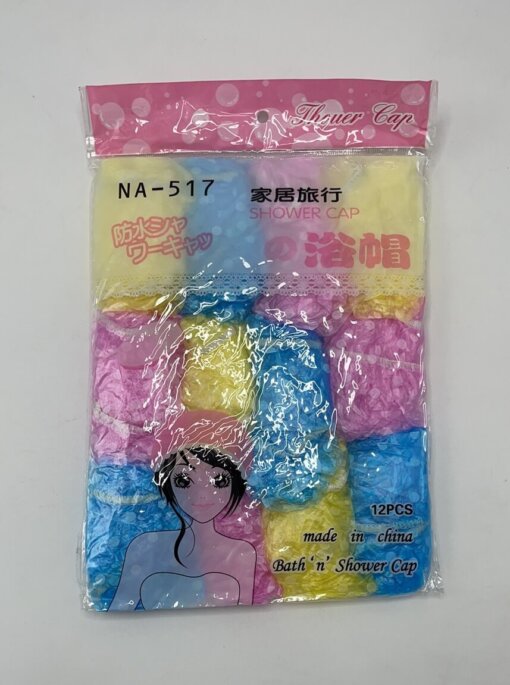 Thower Cap
NA-517
家居旅行
SHOWER CAP
防水シャ
ワーキャッ
の浴帽
12PCS
made in china
Bath 'n' Shower Cap